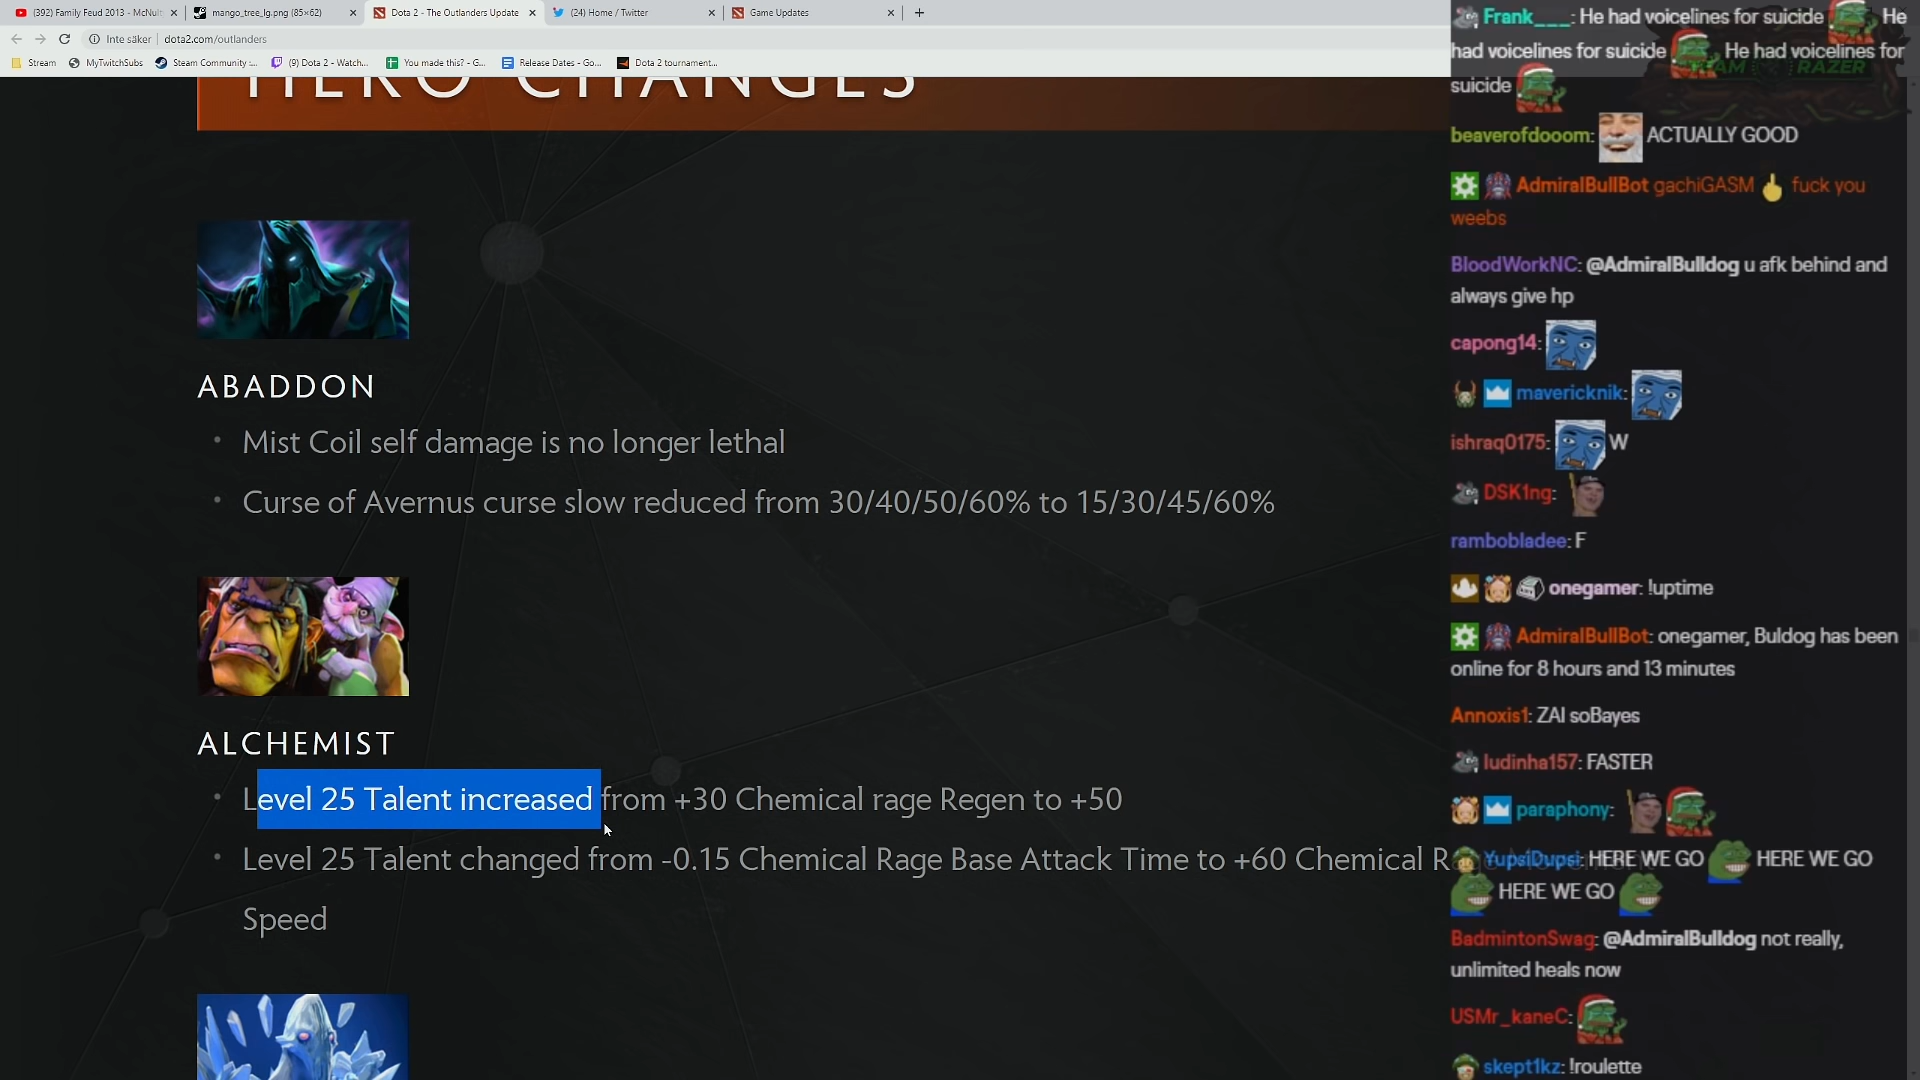 (392) Family Feud 2013 - McNult
mango_tree_lg.png (85×62)
Dota 2 - The Outlanders Update
(24) Home / Twitter
Game Updates
Inte säker
dota2.com/outlanders
Stream
MyTwitchSubs
Steam Community :...
(9) Dota 2 - Watch...
You made this? - G...
Release Dates - Go...
Dota 2 tournament...
HERO CHANGES
ABADDON
• Mist Coil self damage is no longer lethal
• Curse of Avernus curse slow reduced from 30/40/50/60% to 15/30/45/60%
ALCHEMIST
• Level 25 Talent increased from +30 Chemical rage Regen to +50
• Level 25 Talent changed from -0.15 Chemical Rage Base Attack Time to +60 Chemical
Speed
Frank___: He had voicelines for suicide He
had voicelines for suicide He had voicelines for
suicide
RAZER
beaverofdooom: ACTUALLY GOOD
AdmiralBullBot gachiGASM fuck you
weebs
BloodWorkNC: @AdmiralBulldog u afk behind and
always give hp
capong14:
mavericknik:
ishraq0175: W
DSK1ng:
rambobladee: F
onegamer: !uptime
AdmiralBullBot: onegamer, Buldog has been
online for 8 hours and 13 minutes
Annoxis1: ZAI soBayes
ludinha157: FASTER
paraphony:
YupsiDupsi: HERE WE GO HERE WE GO
HERE WE GO
BadmintonSwag: @AdmiralBulldog not really,
unlimited heals now
USMr_kaneC:
skept1kz: !roulette